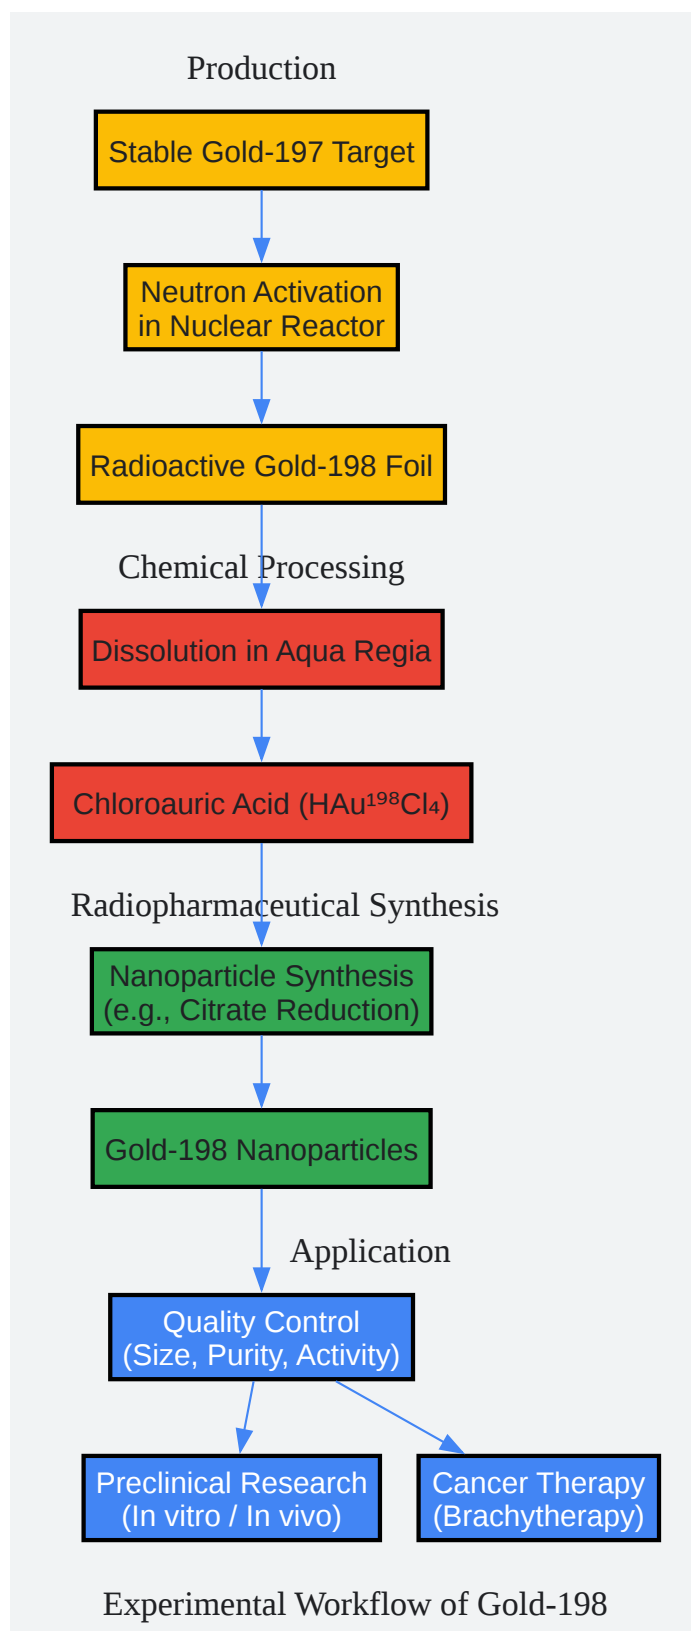 Production
Stable Gold-197 Target
Neutron Activation
in Nuclear Reactor
Radioactive Gold-198 Foil
Chemical Processing
Dissolution in Aqua Regia
Chloroauric Acid (HAu¹⁹⁸Cl₄)
Radiopharmaceutical Synthesis
Nanoparticle Synthesis
(e.g., Citrate Reduction)
Gold-198 Nanoparticles
Application
Quality Control
(Size, Purity, Activity)
Preclinical Research
(In vitro / In vivo)
Cancer Therapy
(Brachytherapy)
Experimental Workflow of Gold-198